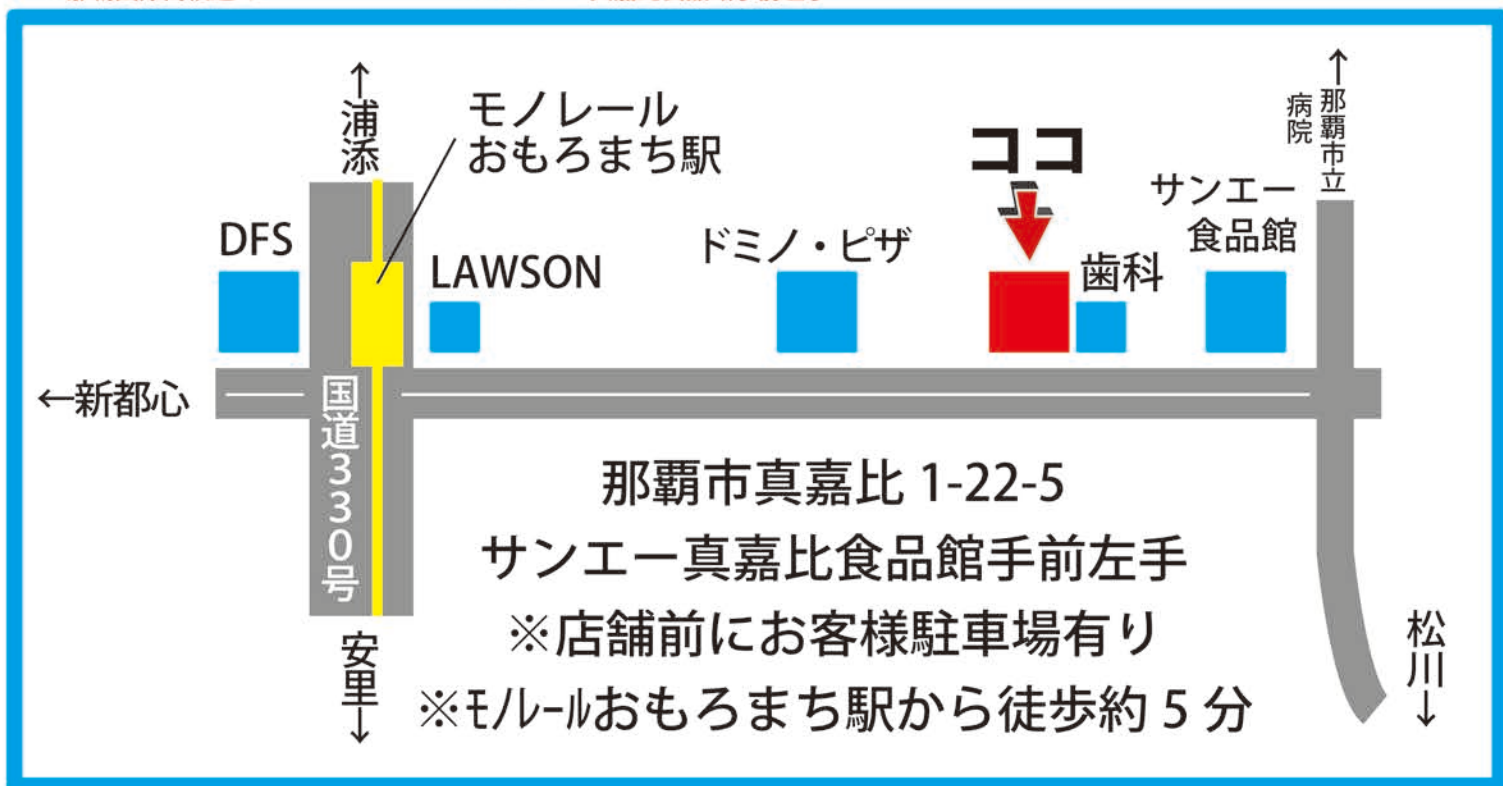 ↑浦添
モノレール
おもろまち駅
ココ
↑那覇市立
病院
サンエー
食品館
DFS
LAWSON
ドミノ・ピザ
歯科
←新都心
国道330号
那覇市真嘉比 1-22-5
サンエー真嘉比食品館手前左手
※店舗前にお客様駐車場有り
※ﾓﾉﾚｰﾙおもろまち駅から徒歩約 5 分
安里↓
松川↓